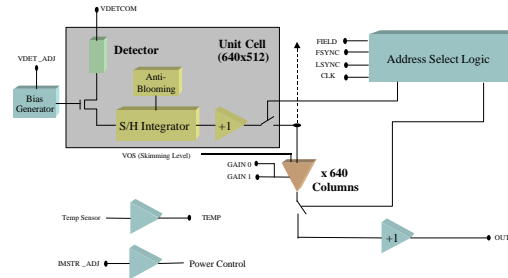 VDETCOM
Detector
Unit Cell
(640x512)
VDET_ADJ
Anti-
Blooming
Bias
Generator
S/H Integrator
+1
FIELD
FSYNC
LSYNC
CLK
Address Select Logic
VOS (Skimming Level)
GAIN 0
GAIN 1
x 640
Columns
Temp Sensor
TEMP
+1
OUT
IMSTR_ADJ
Power Control